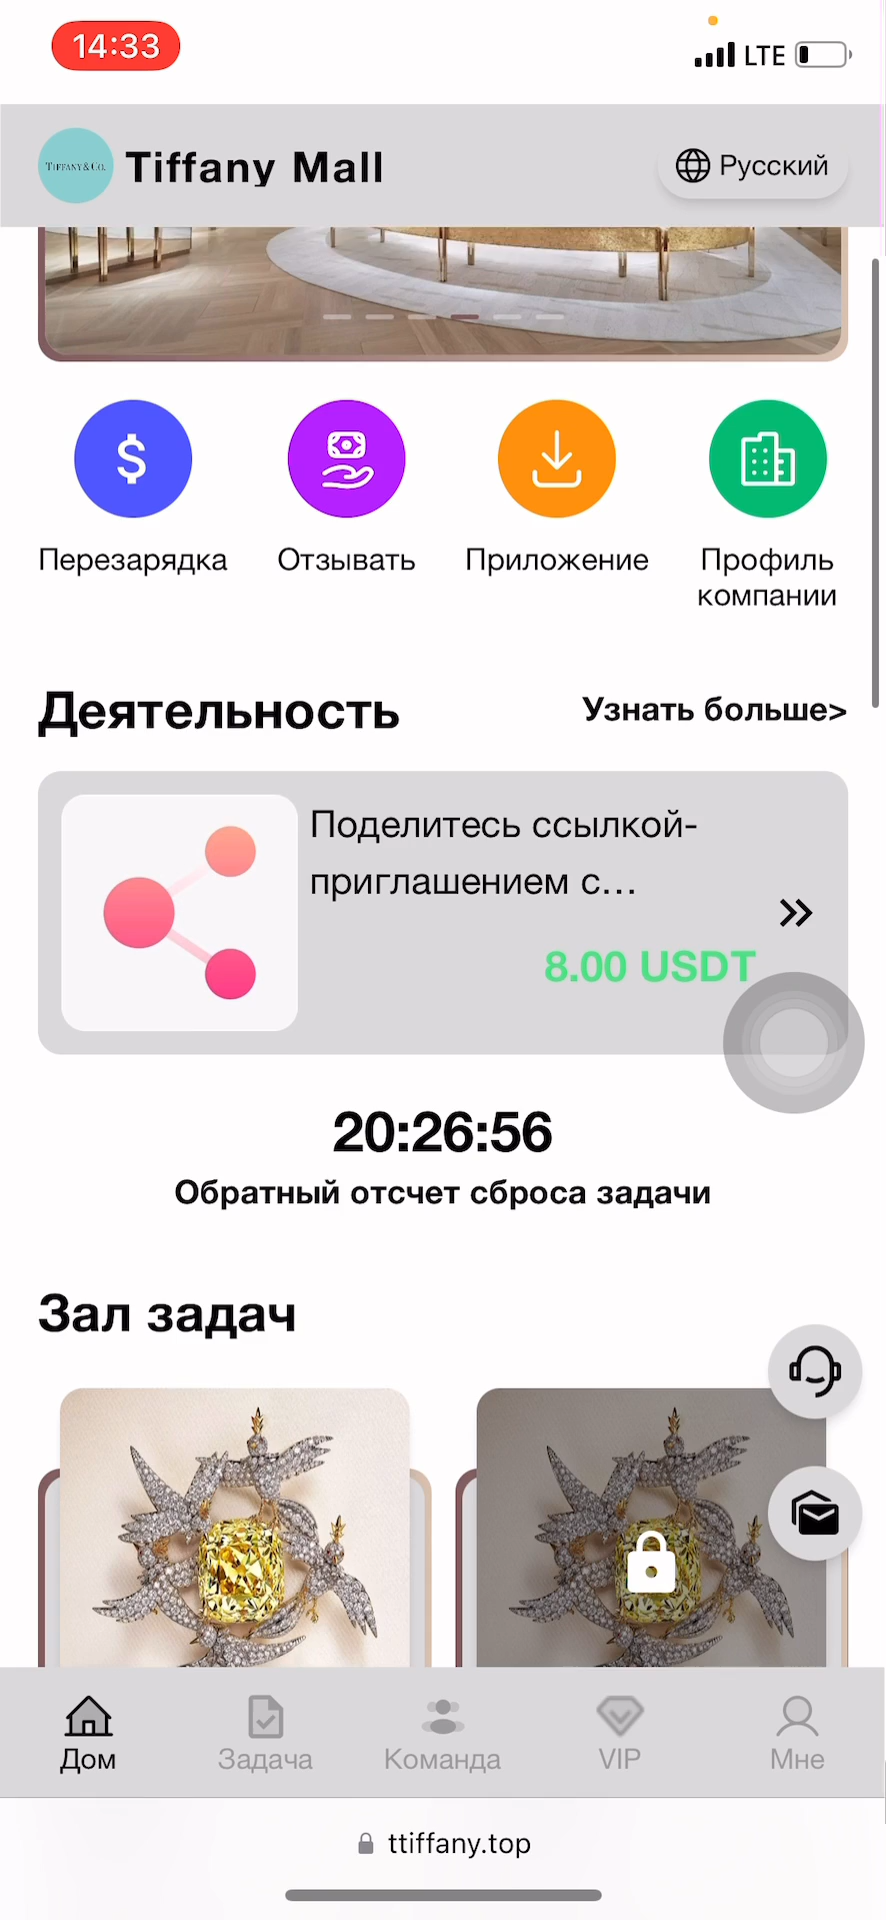 14:33
LTE
TIFFANY & CO.
Tiffany Mall
Русский
Перезарядка
Отзывать
Приложение
Профиль
компании
Деятельность
Узнать больше>
Поделитесь ссылкой-
приглашением с...
8.00 USDT
20:26:56
Обратный отсчет сброса задачи
Зал задач
Дом
Задача
Команда
VIP
Мне
ttiffany.top